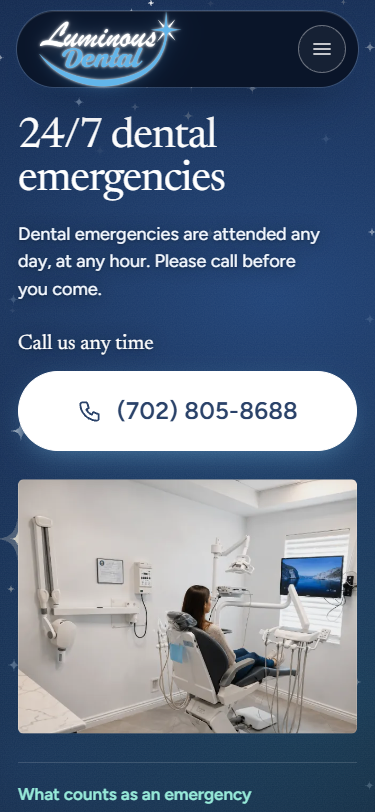 Luminous
Dental
24/7 dental
emergencies
Dental emergencies are attended any
day, at any hour. Please call before
you come.
Call us any time
(702) 805-8688
What counts as an emergency